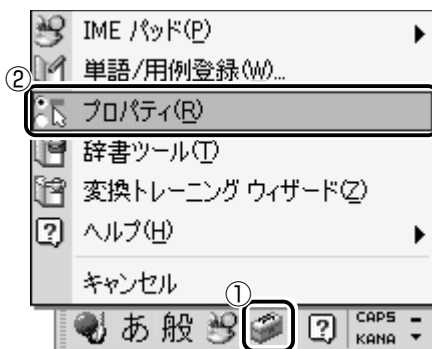 IME パッド(P)
②
単語/用例登録(W)...
プロパティ(R)
辞書ツール(T)
変換トレーニング ウィザード(Z)
ヘルプ(H)
キャンセル
①
あ 般 CAPS
KANA